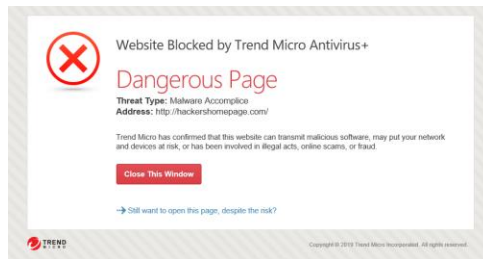 Website Blocked by Trend Micro Antivirus+
Dangerous Page
Threat Type: Malware Accomplice
Address: http://hackershomepage.com/
Trend Micro has confirmed that this website can transmit malicious software, may put your network
and devices at risk, or has been involved in illegal acts, online scams, or fraud.
Close This Window
Still want to open this page, despite the risk?
TREND
MICRO
Copyright © 2019 Trend Micro Incorporated. All rights reserved.